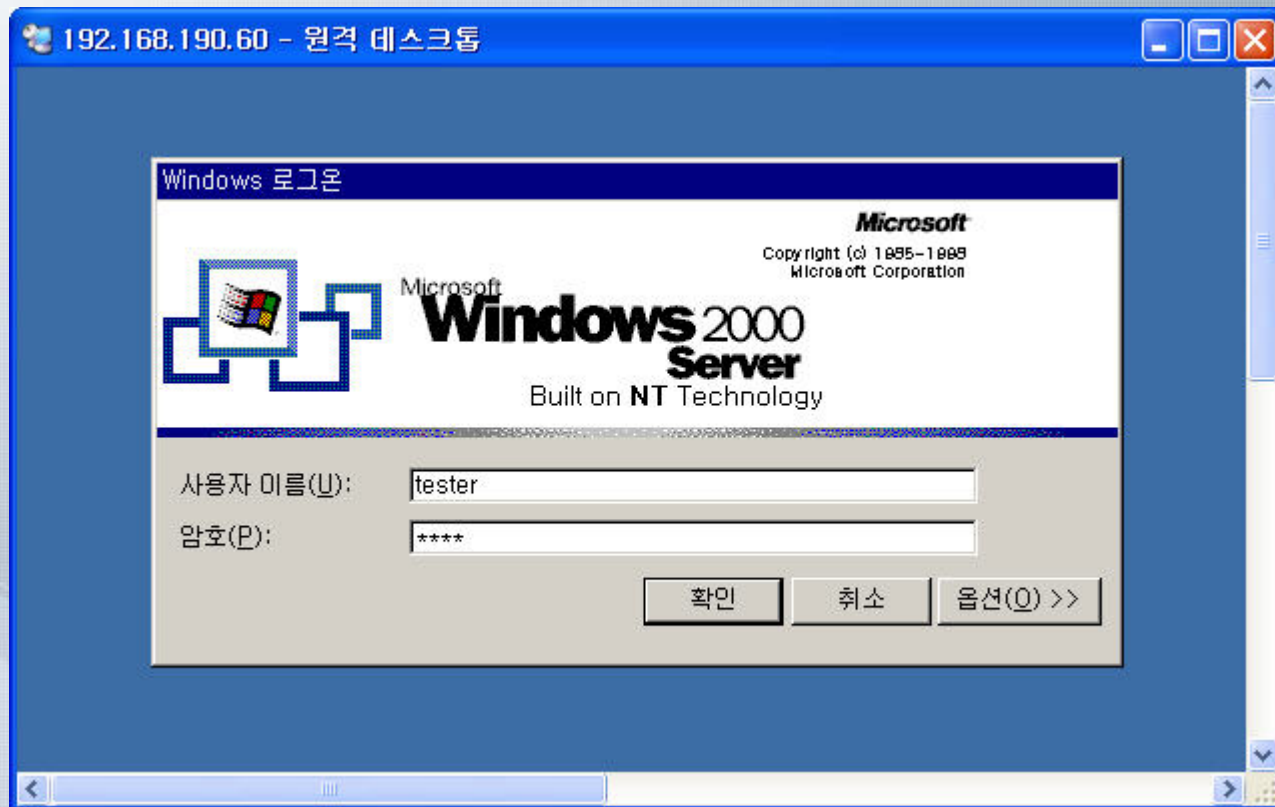 192.168.190.60 - 원격 데스크톱
Windows 로그온
Microsoft
Copyright (c) 1985-1999
Microsoft Corporation
Microsoft
Windows 2000
Server
Built on NT Technology
사용자 이름(U):
tester
암호(P):
****
확인
취소
옵션(O) >>